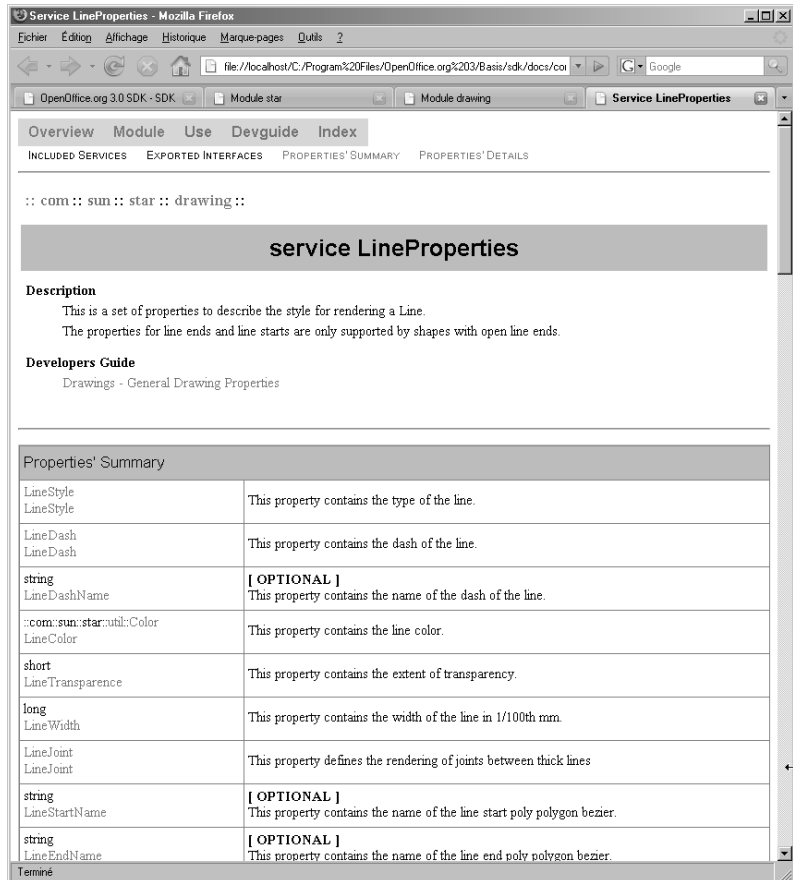 Service LineProperties - Mozilla Firefox
Fichier Édition Affichage Historique Marque-pages Outils ?
file://localhost/C:/Program%20Files/OpenOffice.org%203/Basis/sdk/docs/co
Google
OpenOffice.org 3.0 SDK - SDK
Module star
Module drawing
Service LineProperties
Overview Module Use Devguide Index
INCLUDED SERVICES EXPORTED INTERFACES PROPERTIES' SUMMARY PROPERTIES' DETAILS
:: com :: sun :: star :: drawing ::
service LineProperties
Description
This is a set of properties to describe the style for rendering a Line.
The properties for line ends and line starts are only supported by shapes with open line ends.
Developers Guide
Drawings - General Drawing Properties
Properties' Summary
LineStyle
LineStyle
This property contains the type of the line.
LineDash
LineDash
This property contains the dash of the line.
string
LineDashName
[ OPTIONAL ]
This property contains the name of the dash of the line.
::com::sun::star::util::Color
LineColor
This property contains the line color.
short
LineTransparence
This property contains the extent of transparency.
long
LineWidth
This property contains the width of the line in 1/100th mm.
LineJoint
LineJoint
This property defines the rendering of joints between thick lines
string
LineStartName
[ OPTIONAL ]
This property contains the name of the line start poly polygon bezier.
string
LineEndName
[ OPTIONAL ]
This property contains the name of the line end poly polygon bezier.
Terminé